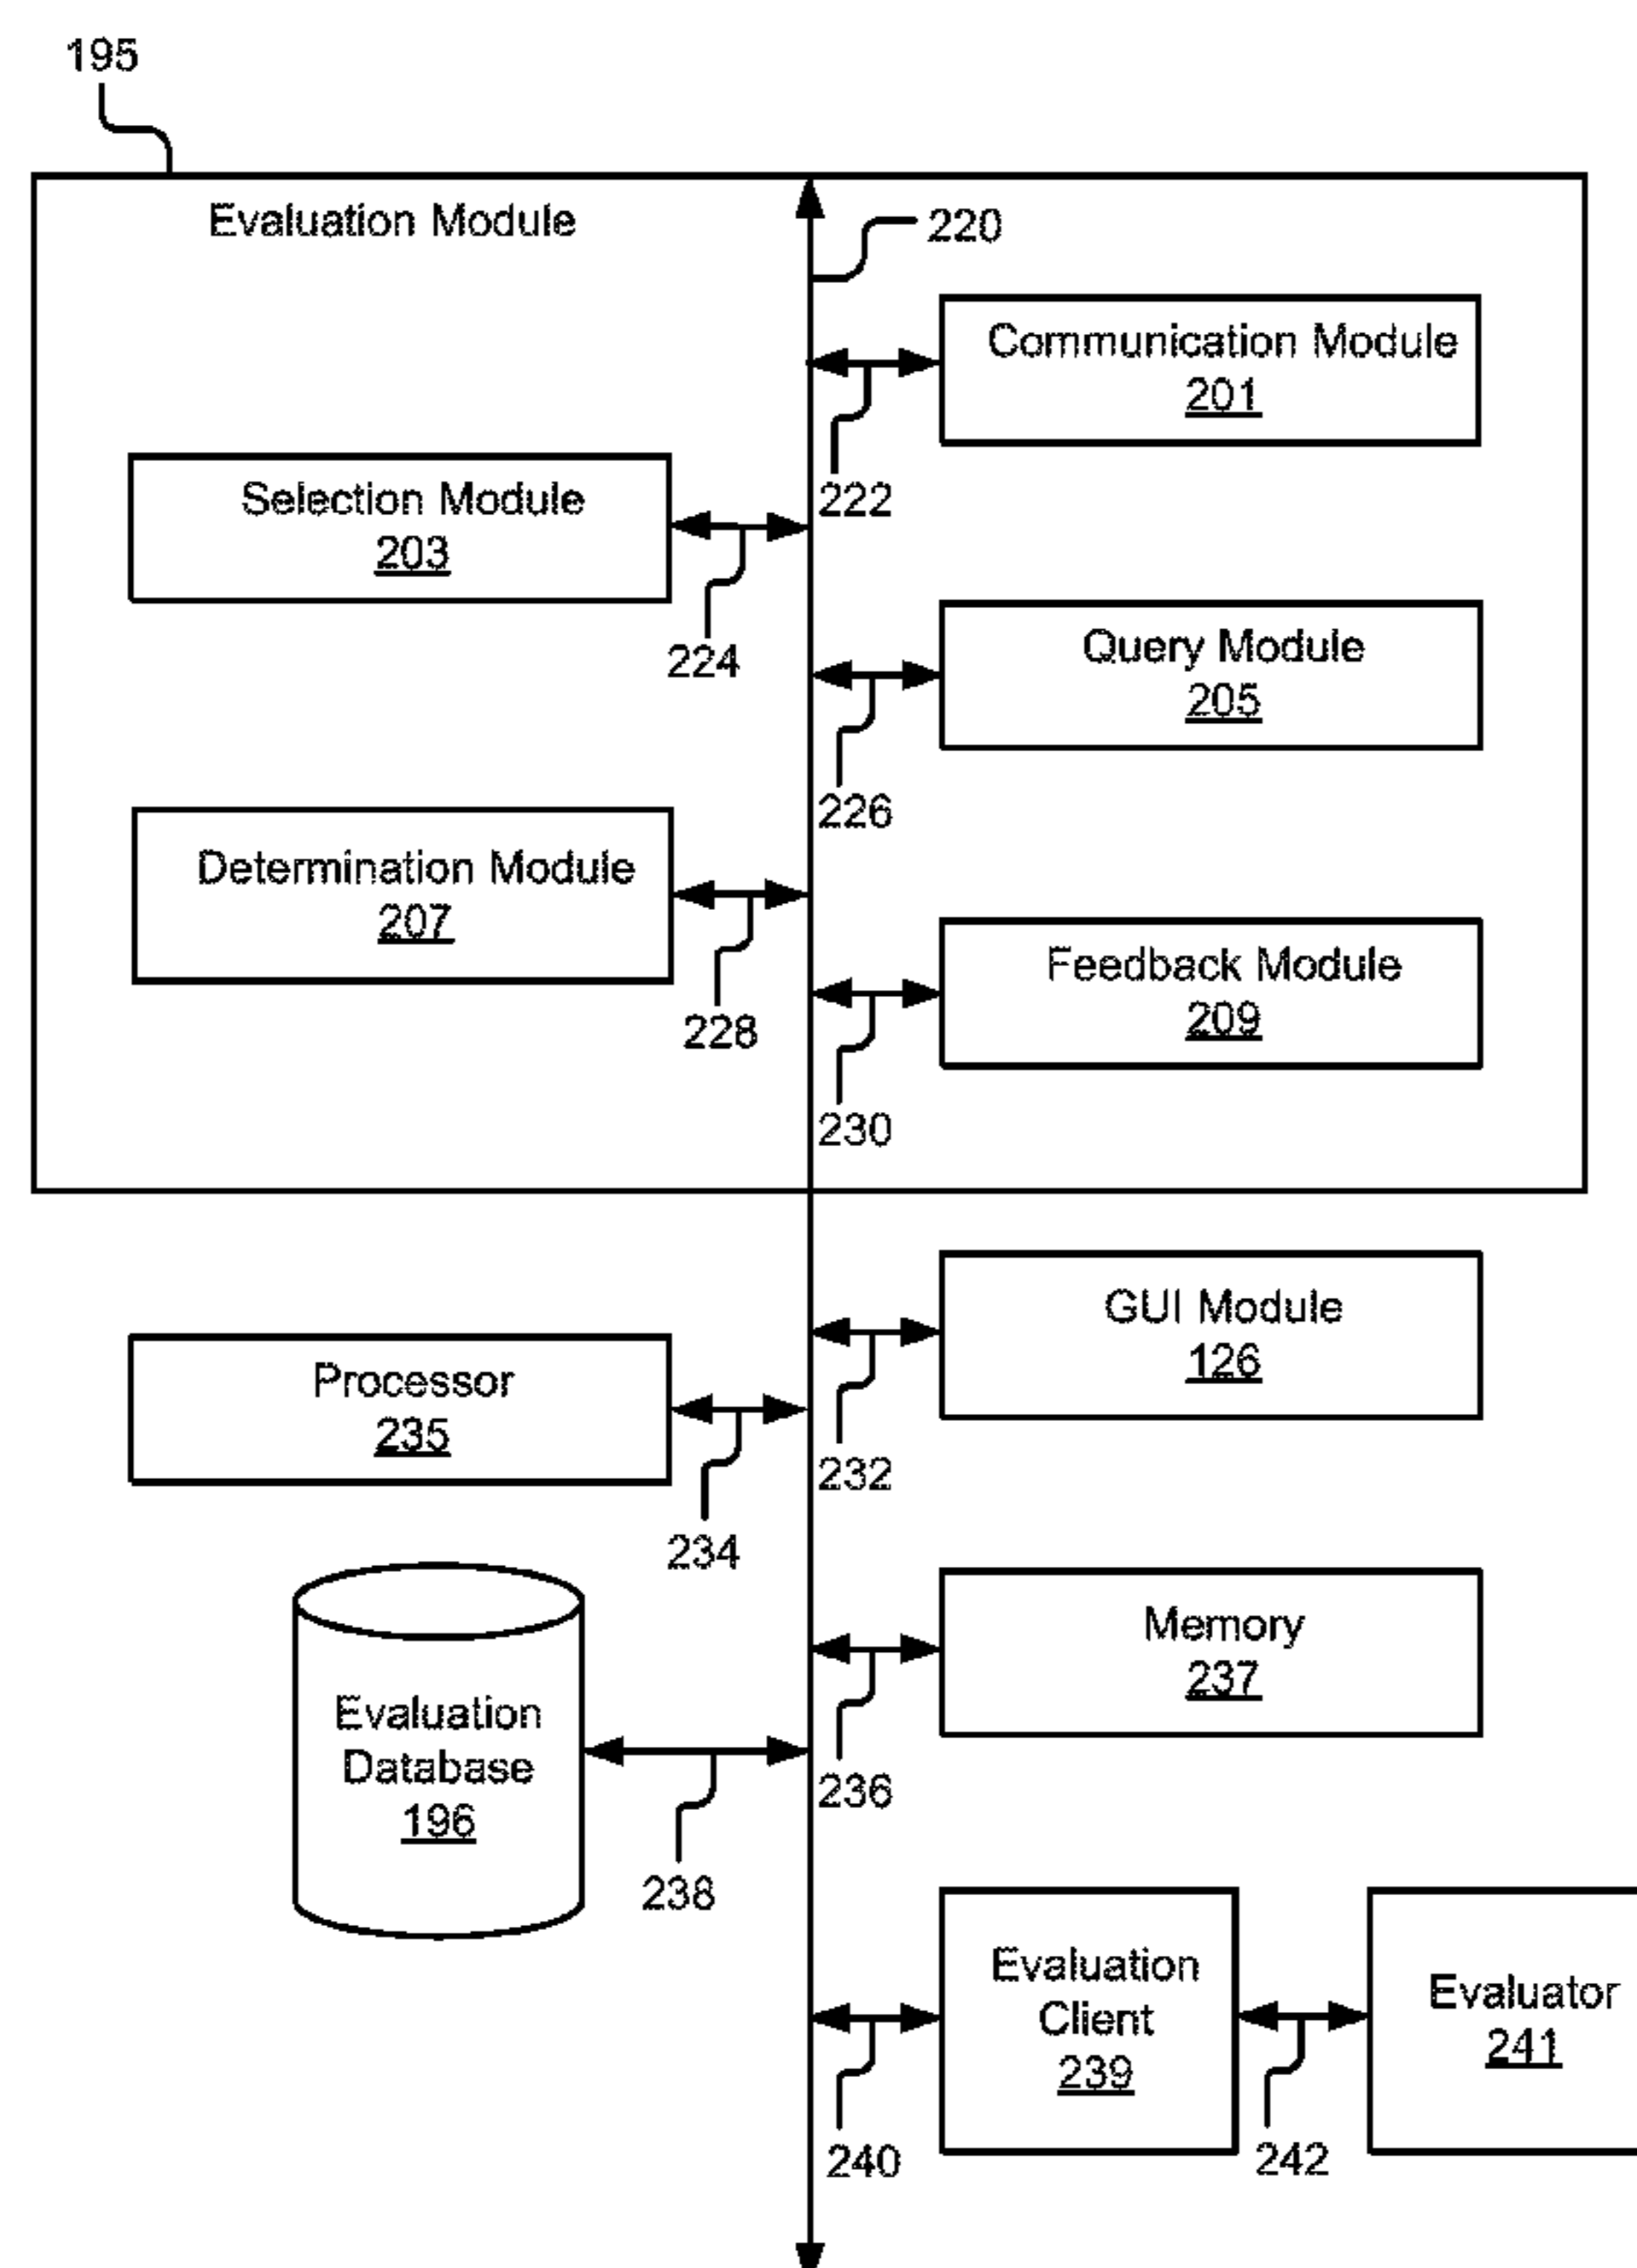 195
Evaluation Module
220
Communication Module
201
222
Selection Module
203
224
Query Module
205
226
Determination Module
207
228
Feedback Module
209
230
GUI Module
126
232
Processor
235
234
Memory
237
236
Evaluation
Database
196
238
Evaluation
Client
239
240
Evaluator
241
242